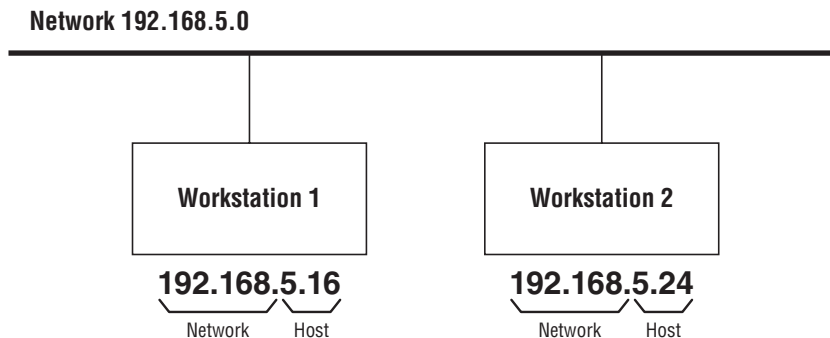 Network 192.168.5.0
Workstation 1
Workstation 2
192.168.5.16
192.168.5.24
Network Host
Network Host